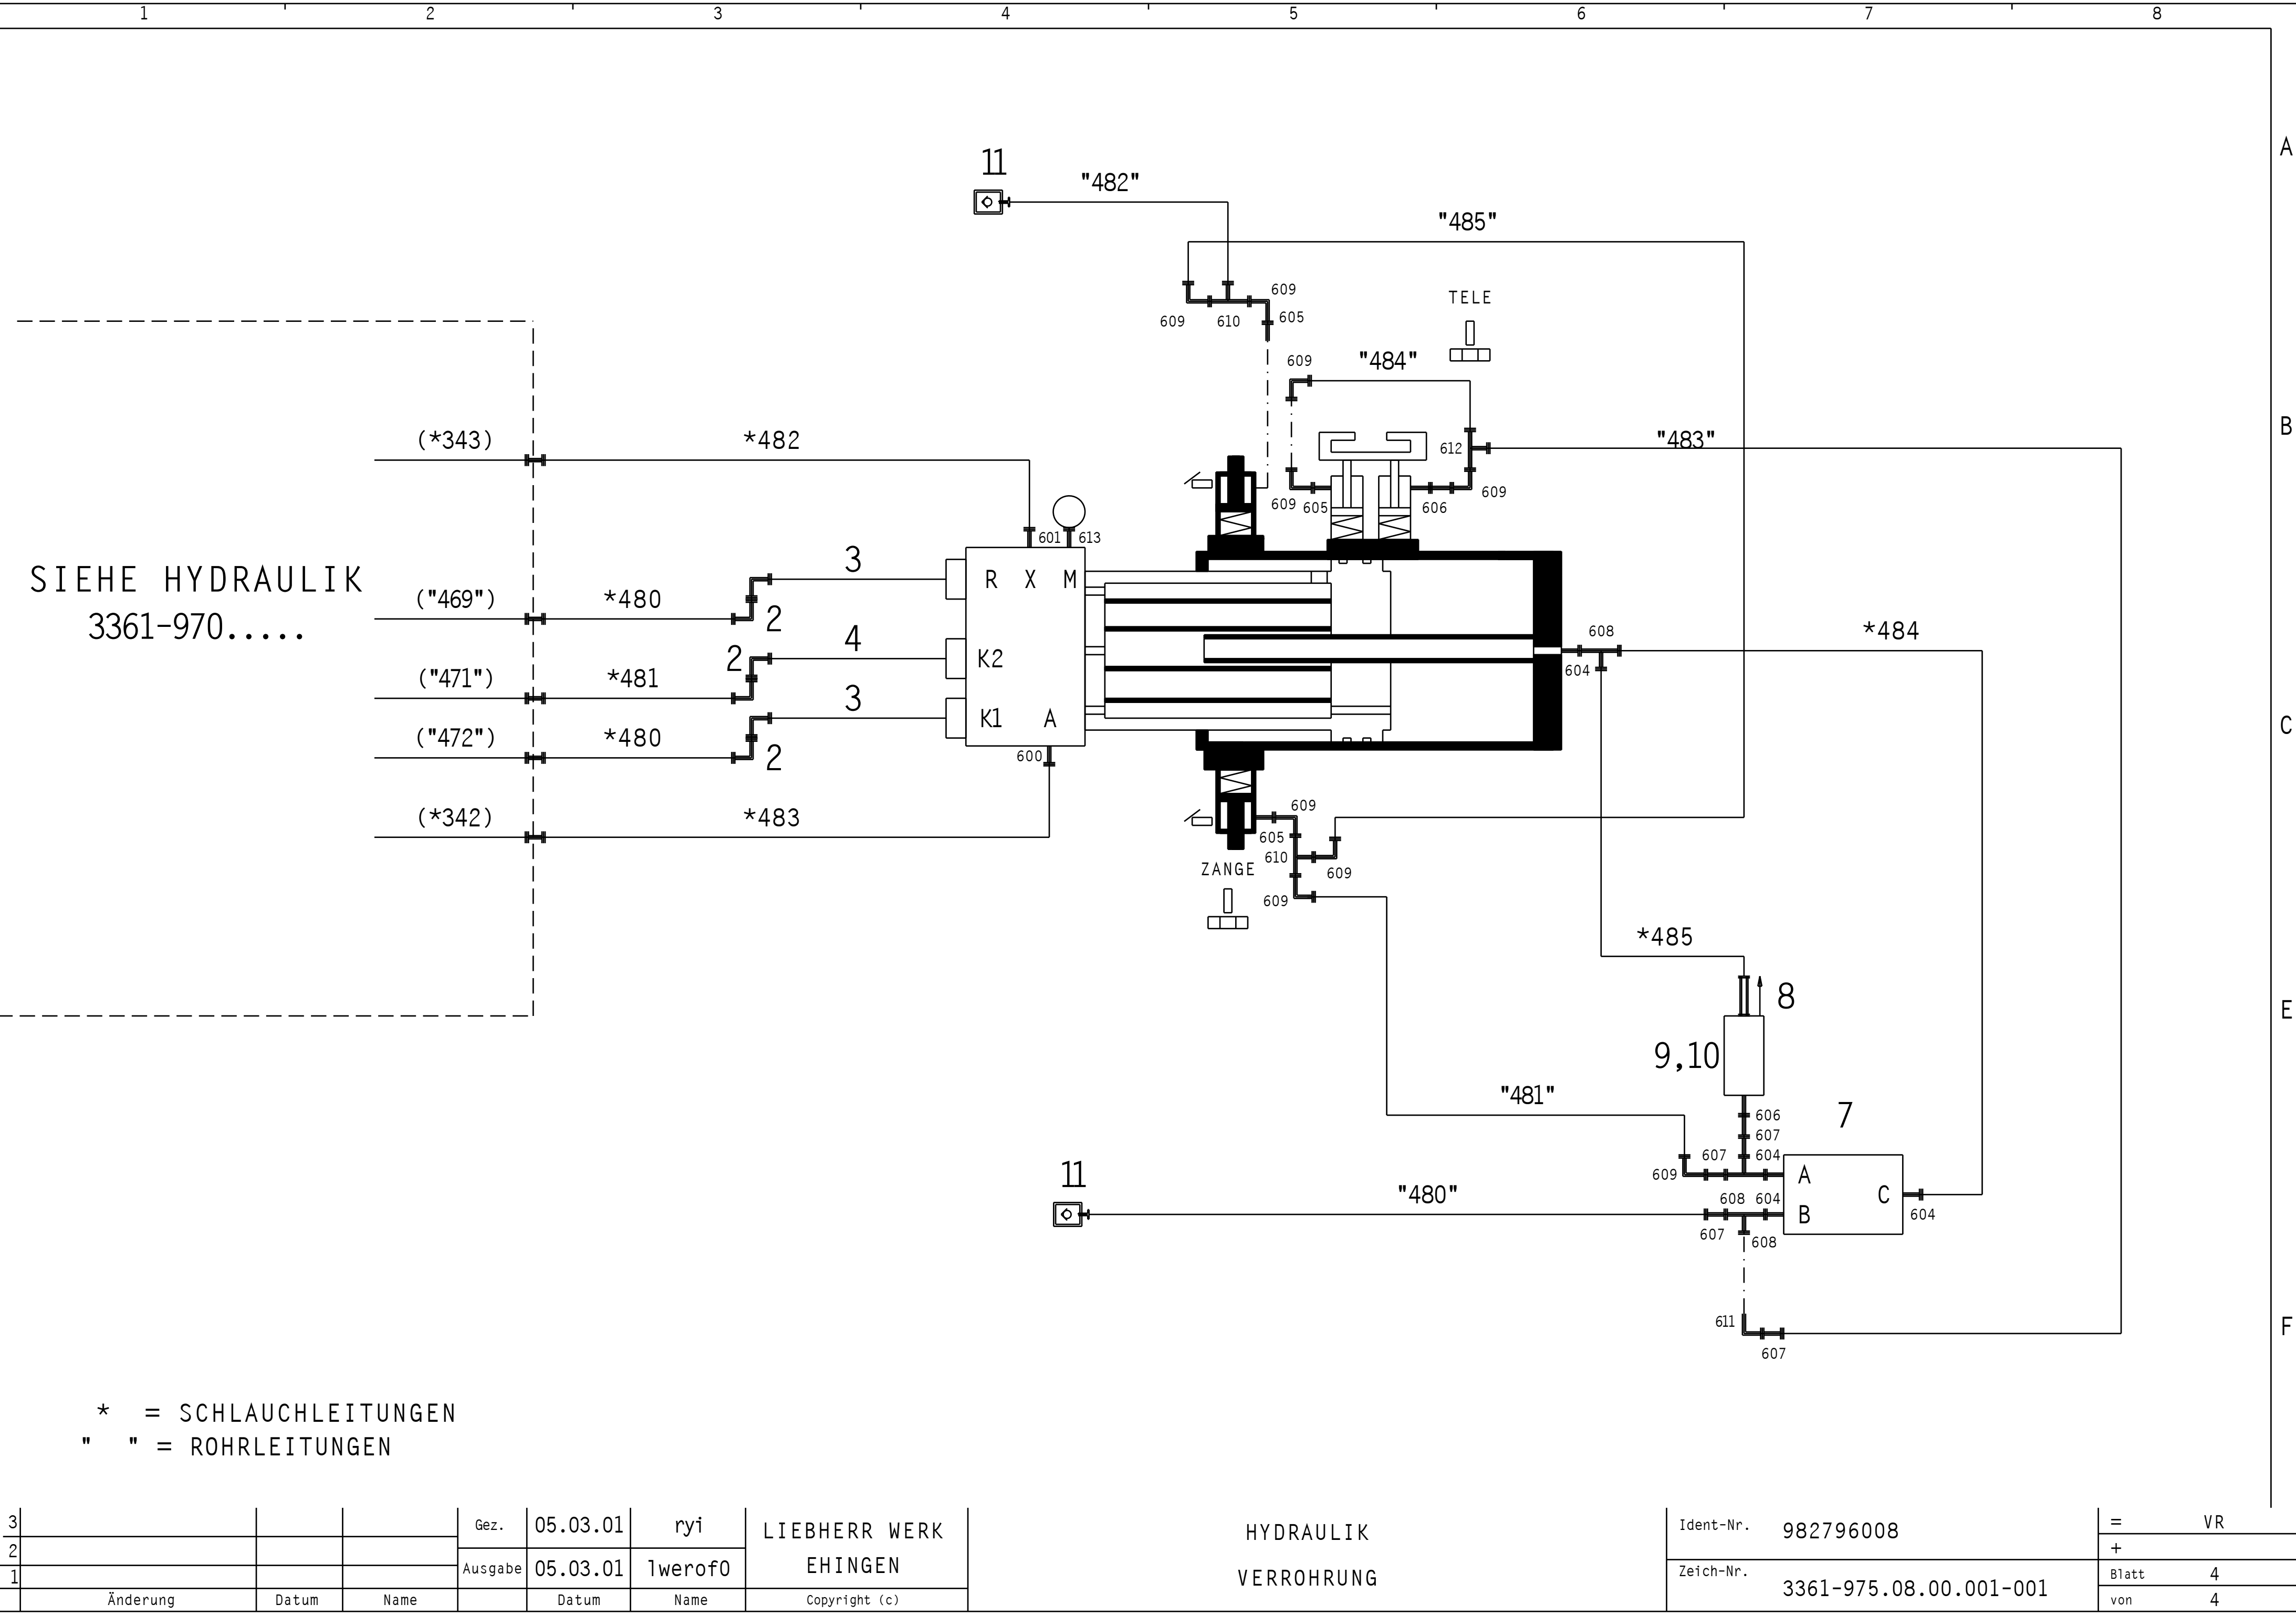 1 2 3 4 5 6 7 8
A
B
C
E
F
11
"482"
"485"
609
609 610 605
TELE
609 "484"
(*343) *482
612 "483"
609 605 606 609
601 613
SIEHE HYDRAULIK
3361-970.....
("469") *480 2 3
R X M
("471") *481 2 4
K2
("472") *480 2 3
K1 A
600
(*342) *483
608
604
*484
609
605
610
609
609
ZANGE
*485
8
9,10
"481"
606
607
7
607 604
609
A
11
"480"
608 604
B
C
604
607 608
611
607
* = SCHLAUCHLEITUNGEN
" " = ROHRLEITUNGEN
3
2
1
Änderung Datum Name
Gez. 05.03.01 ryi
Ausgabe 05.03.01 lwerof0
Datum Name
LIEBHERR WERK
EHINGEN
Copyright (c)
HYDRAULIK
VERROHRUNG
Ident-Nr. 982796008
Zeich-Nr. 3361-975.08.00.001-001
= VR
+
Blatt 4
von 4